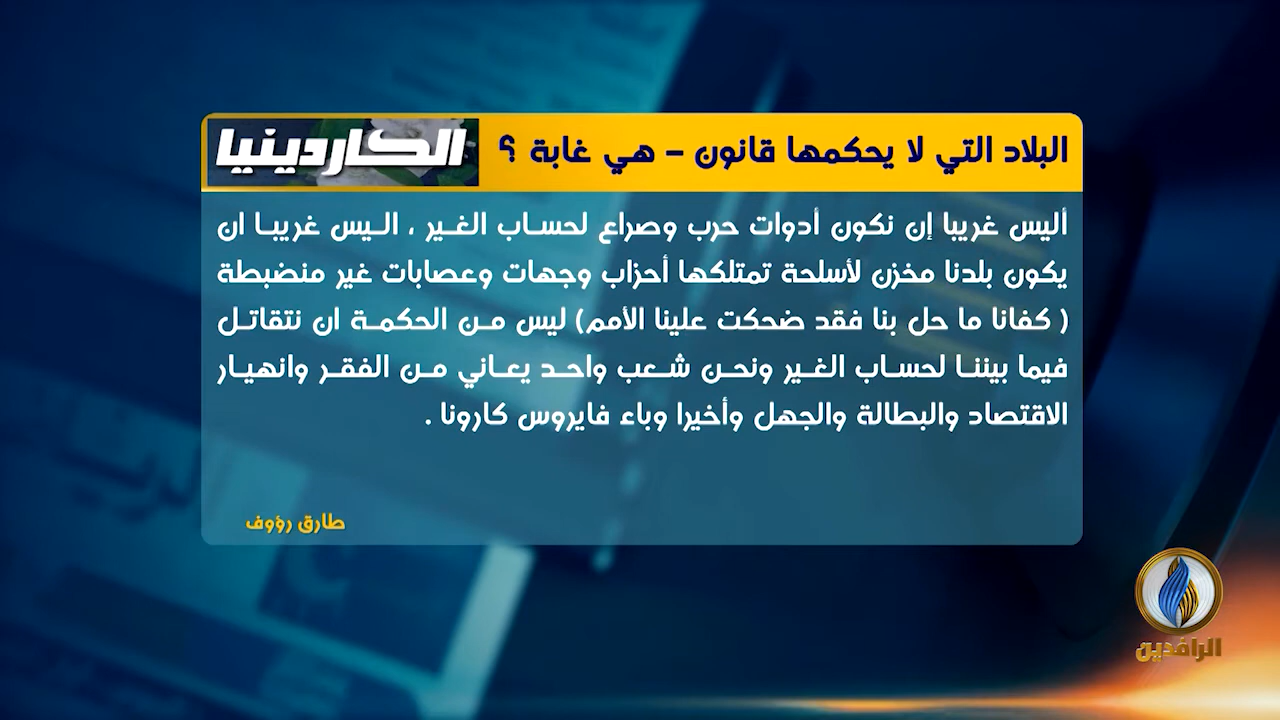 البلاد التي لا يحكمها قانون – هي غابة ؟
الكاردينيا
أليس غريبا إن نكون أدوات حرب وصراع لحساب الغير ، اليس غريبا ان
يكون بلدنا مخزن لأسلحة تمتلكها أحزاب وجهات وعصابات غير منضبطة
( كفانا ما حل بنا فقد ضحكت علينا الأمم) ليس من الحكمة ان نتقاتل
فيما بيننا لحساب الغير ونحن شعب واحد يعاني من الفقر وانهيار
الاقتصاد والبطالة والجهل وأخيرا وباء فايروس كارونا .
طارق رؤوف
الرافدين